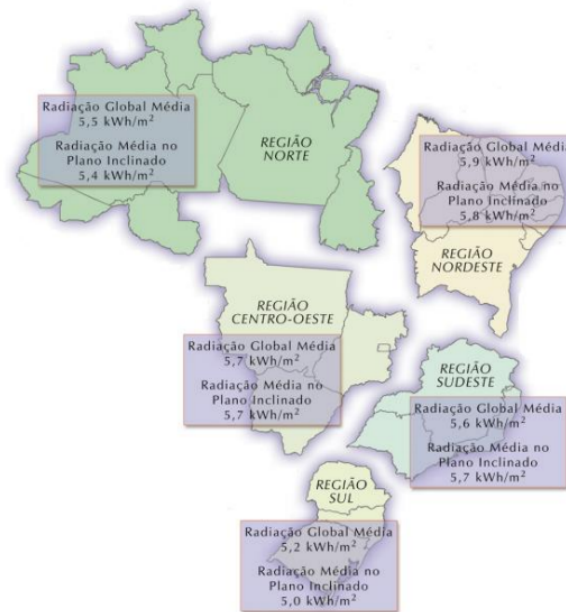 Radiação Global Média
5,5 kWh/m²
Radiação Média no
Plano Inclinado
5,4 kWh/m²
REGIÃO
NORTE
Radiação Global Média
5,9 kWh/m²
Radiação Média no
Plano Inclinado
5,8 kWh/m²
REGIÃO
NORDESTE
REGIÃO
CENTRO-OESTE
Radiação Global Média
5,7 kWh/m²
Radiação Média no
Plano Inclinado
5,7 kWh/m²
REGIÃO
SUDESTE
Radiação Global Média
5,6 kWh/m²
Radiação Média no
Plano Inclinado
5,7 kWh/m²
REGIÃO
SUL
Radiação Global Média
5,2 kWh/m²
Radiação Média no
Plano Inclinado
5,0 kWh/m²